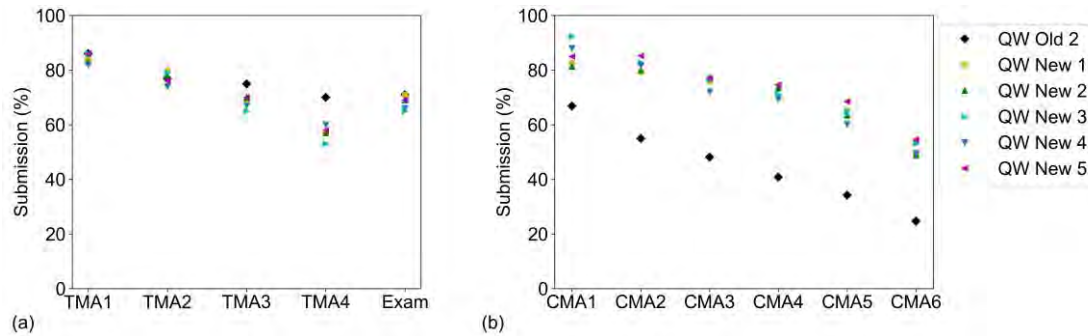 100
80
60
40
20
0
Submission (%)
TMA1 TMA2 TMA3 TMA4 Exam
(a)
100
80
60
40
20
0
Submission (%)
CMA1 CMA2 CMA3 CMA4 CMA5 CMA6
(b)
QW Old 2
QW New 1
QW New 2
QW New 3
QW New 4
QW New 5